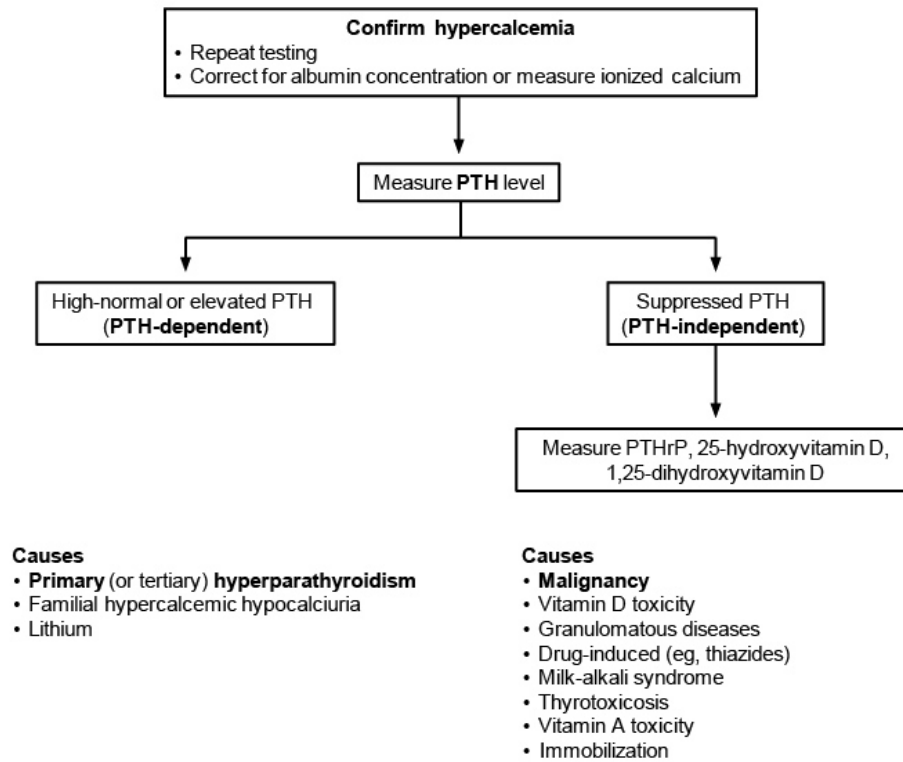 Confirm hypercalcemia
• Repeat testing
• Correct for albumin concentration or measure ionized calcium
Measure PTH level
High-normal or elevated PTH
(PTH-dependent)
Suppressed PTH
(PTH-independent)
Measure PTHrP, 25-hydroxyvitamin D,
1,25-dihydroxyvitamin D
Causes
• Primary (or tertiary) hyperparathyroidism
• Familial hypercalcemic hypocalciuria
• Lithium
Causes
• Malignancy
• Vitamin D toxicity
• Granulomatous diseases
• Drug-induced (eg, thiazides)
• Milk-alkali syndrome
• Thyrotoxicosis
• Vitamin A toxicity
• Immobilization